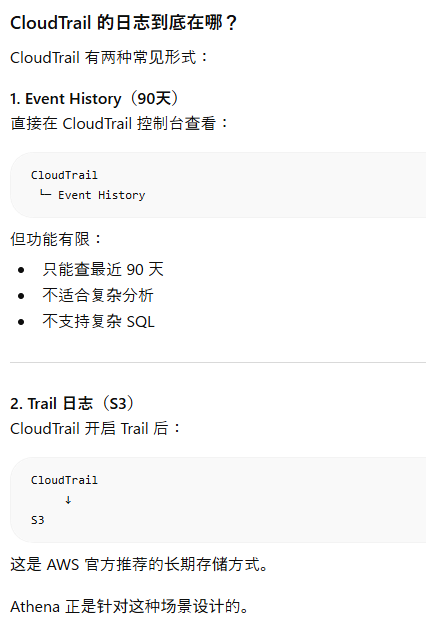 CloudTrail 的日志到底在哪？
CloudTrail 有两种常见形式：
1. Event History（90天）
直接在 CloudTrail 控制台查看：
CloudTrail
└─ Event History
但功能有限：
• 只能查最近 90 天
• 不适合复杂分析
• 不支持复杂 SQL
2. Trail 日志（S3）
CloudTrail 开启 Trail 后：
CloudTrail
↓
S3
这是 AWS 官方推荐的长期存储方式。
Athena 正是针对这种场景设计的。